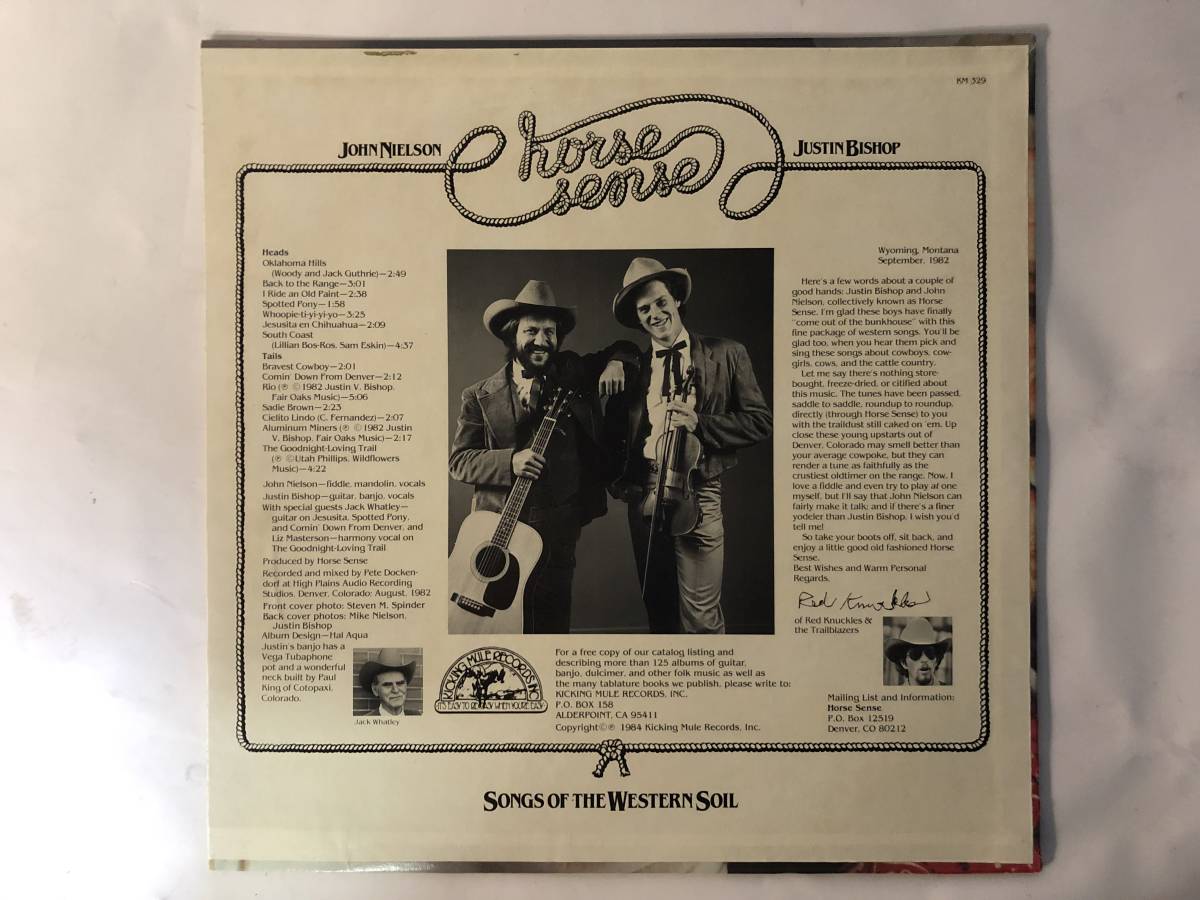 KM 329
JOHN NIELSON
horse sense
JUSTIN BISHOP
Heads
Oklahoma Hills
(Woody and Jack Guthrie)—2:49
Back to the Range—3:01
I Ride an Old Paint—2:38
Spotted Pony—1:58
Whoopie-ti-yi-yi-yo—3:25
Jesusita en Chihuahua—2:09
South Coast
(Lillian Bos-Ros, Sam Eskin)—4:37
Tails
Bravest Cowboy—2:01
Comin' Down From Denver—2:12
Rio (℗ ©1982 Justin V. Bishop,
Fair Oaks Music)—5:06
Sadie Brown—2:23
Cielito Lindo (C. Fernandez)—2:07
Aluminum Miners (℗ ©1982 Justin
V. Bishop, Fair Oaks Music)—2:17
The Goodnight-Loving Trail
(℗ ©Utah Phillips, Wildflowers
Music)—4:22
John Nielson—fiddle, mandolin, vocals
Justin Bishop—guitar, banjo, vocals
With special guests Jack Whatley—
guitar on Jesusita, Spotted Pony,
and Comin' Down From Denver, and
Liz Masterson—harmony vocal on
The Goodnight-Loving Trail
Produced by Horse Sense
Recorded and mixed by Pete Docken-
dorf at High Plains Audio Recording
Studios, Denver, Colorado; August, 1982
Front cover photo: Steven M. Spinder
Back cover photos: Mike Nielson,
Justin Bishop
Album Design—Hal Aqua
Justin's banjo has a
Vega Tubaphone
pot and a wonderful
neck built by Paul
King of Cotopaxi,
Colorado.
Jack Whatley
KICKING MULE RECORDS, INC.
IT'S EASY TO BE EASY WHEN YOU'RE EASY
For a free copy of our catalog listing and
describing more than 125 albums of guitar,
banjo, dulcimer, and other folk music as well as
the many tablature books we publish, please write to:
KICKING MULE RECORDS, INC.
P.O. BOX 158
ALDERPOINT, CA 95411
Copyright©℗ 1984 Kicking Mule Records, Inc.
Wyoming, Montana
September, 1982
Here's a few words about a couple of
good hands: Justin Bishop and John
Nielson, collectively known as Horse
Sense. I'm glad these boys have finally
"come out of the bunkhouse" with this
fine package of western songs. You'll be
glad too, when you hear them pick and
sing these songs about cowboys, cow-
girls, cows, and the cattle country.
Let me say there's nothing store-
bought, freeze-dried, or citified about
this music. The tunes have been passed,
saddle to saddle, roundup to roundup,
directly (through Horse Sense) to you
with the traildust still caked on 'em. Up
close these young upstarts out of
Denver, Colorado may smell better than
your average cowpoke, but they can
render a tune as faithfully as the
crustiest oldtimer on the range. Now, I
love a fiddle and even try to play at one
myself, but I'll say that John Nielson can
fairly make it talk; and if there's a finer
yodeler than Justin Bishop, I wish you'd
tell me!
So take your boots off, sit back, and
enjoy a little good old fashioned Horse
Sense.
Best Wishes and Warm Personal
Regards,
Red Knuckles
of Red Knuckles &
the Trailblazers
Mailing List and Information:
Horse Sense
P.O. Box 12519
Denver, CO 80212
SONGS OF THE WESTERN SOIL